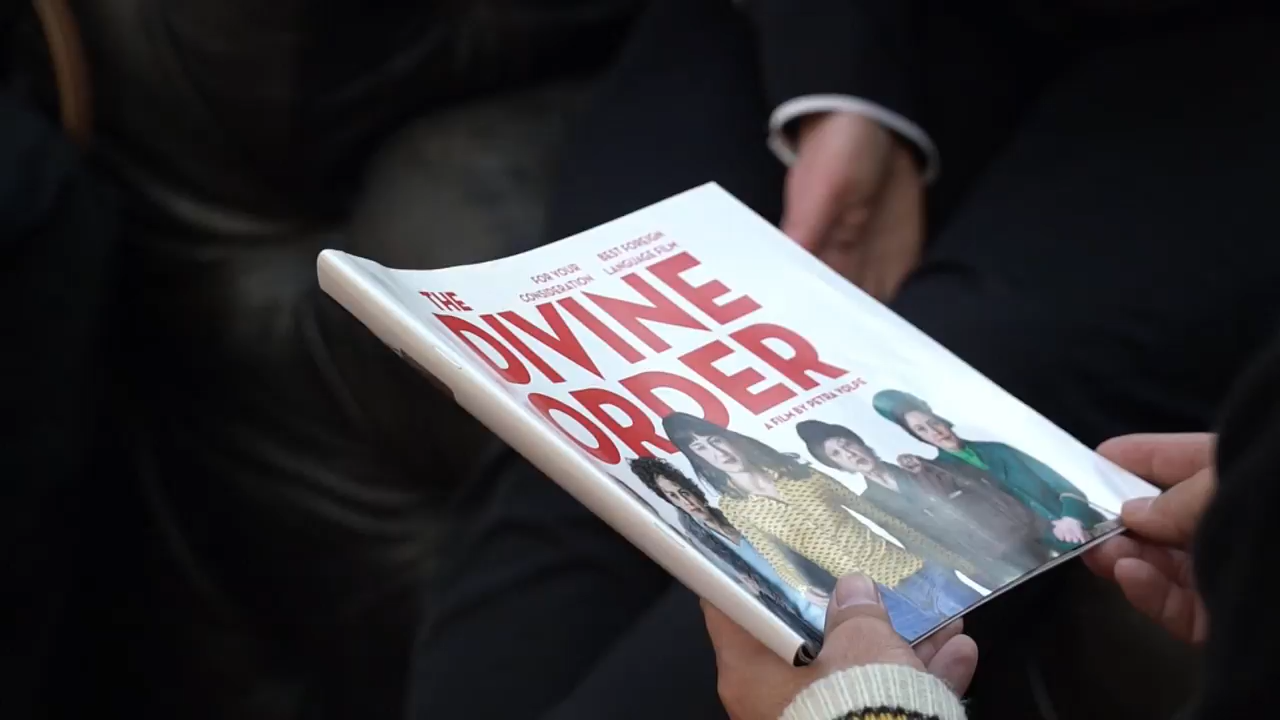 FOR YOUR
CONSIDERATION
BEST FOREIGN
LANGUAGE FILM
THE
DIVINE
ORDER
A FILM BY PETRA VOLPE